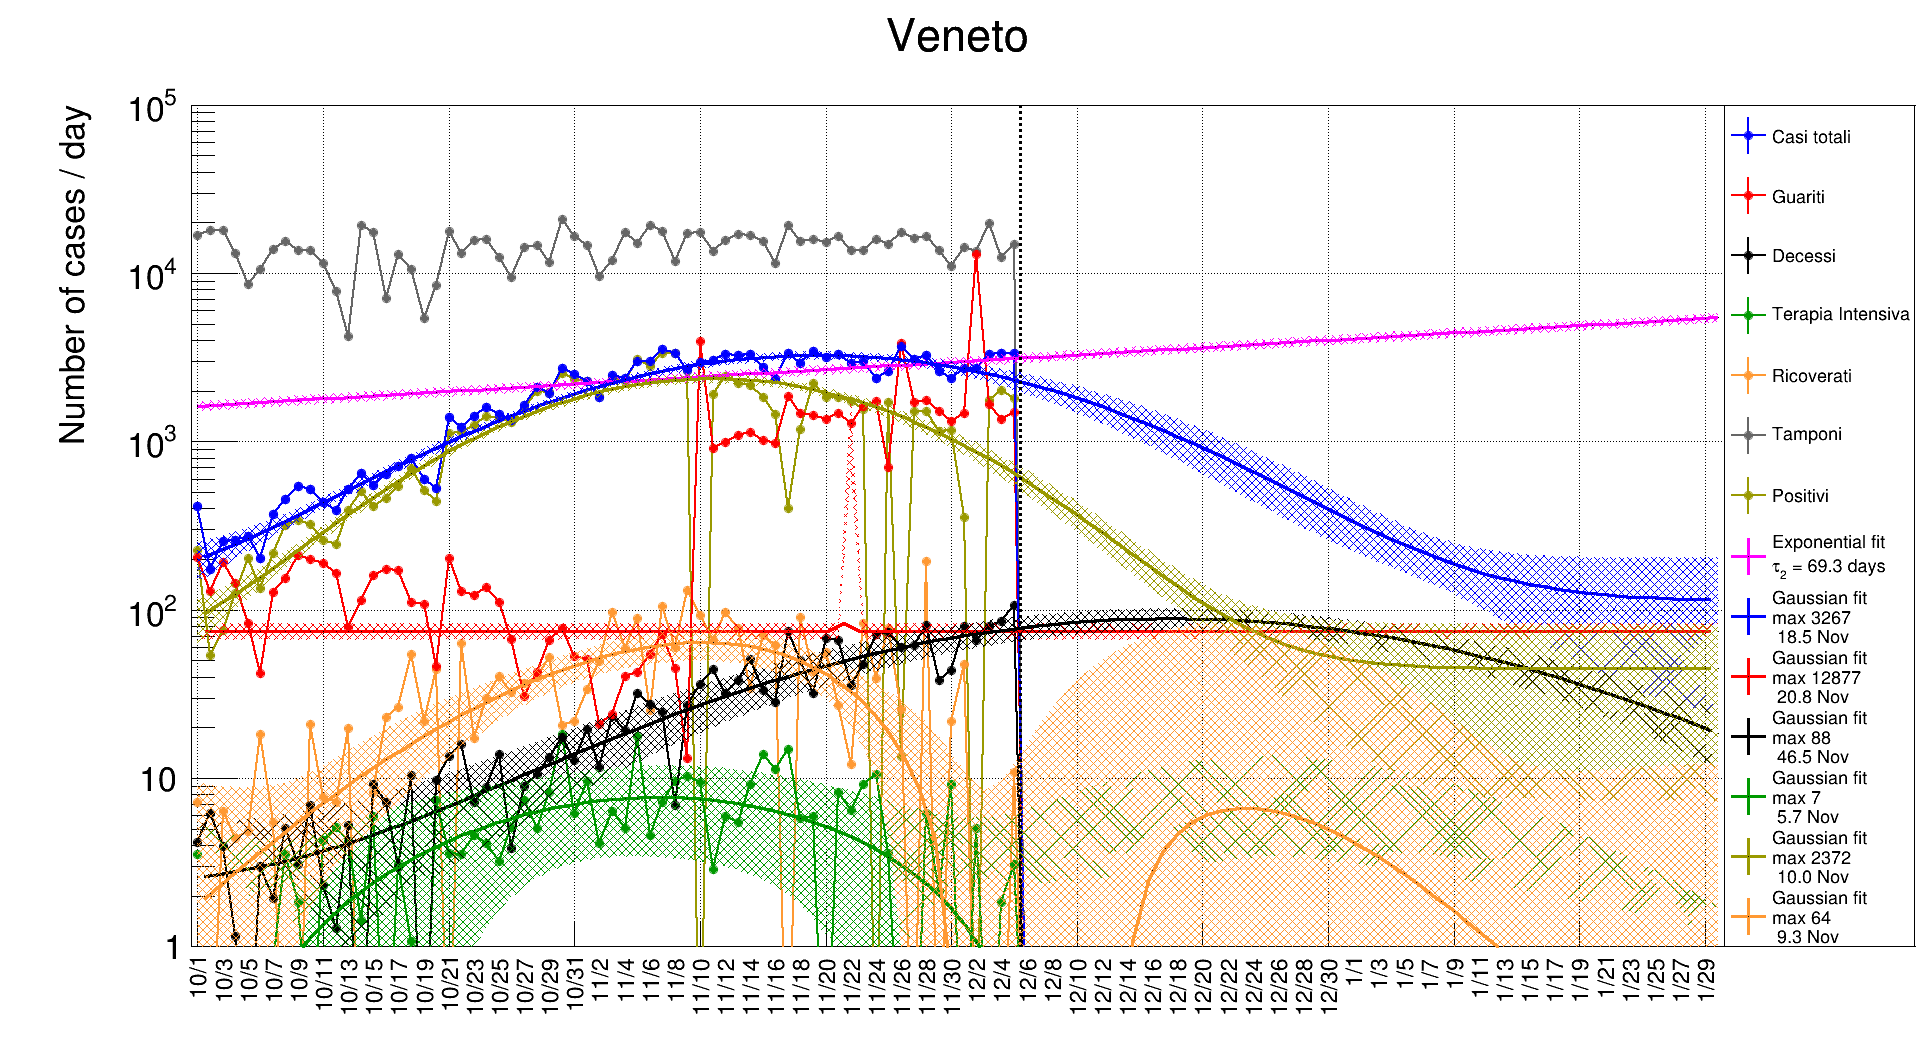 Veneto
Number of cases / day
10^5
10^4
10^3
10^2
10
1
10/1
10/3
10/5
10/7
10/9
10/11
10/13
10/15
10/17
10/19
10/21
10/23
10/25
10/27
10/29
10/31
11/2
11/4
11/6
11/8
11/10
11/12
11/14
11/16
11/18
11/20
11/22
11/24
11/26
11/28
11/30
12/2
12/4
12/6
12/8
12/10
12/12
12/14
12/16
12/18
12/20
12/22
12/24
12/26
12/28
12/30
1/1
1/3
1/5
1/7
1/9
1/11
1/13
1/15
1/17
1/19
1/21
1/23
1/25
1/27
1/29
Casi totali
Guariti
Decessi
Terapia Intensiva
Ricoverati
Tamponi
Positivi
Exponential fit
τ₂ = 69.3 days
Gaussian fit
max 3267
18.5 Nov
Gaussian fit
max 12877
20.8 Nov
Gaussian fit
max 88
46.5 Nov
Gaussian fit
max 7
5.7 Nov
Gaussian fit
max 2372
10.0 Nov
Gaussian fit
max 64
9.3 Nov